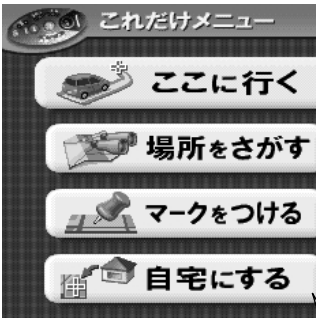 これだけメニュー
ここに行く
場所をさがす
マークをつける
自宅にする